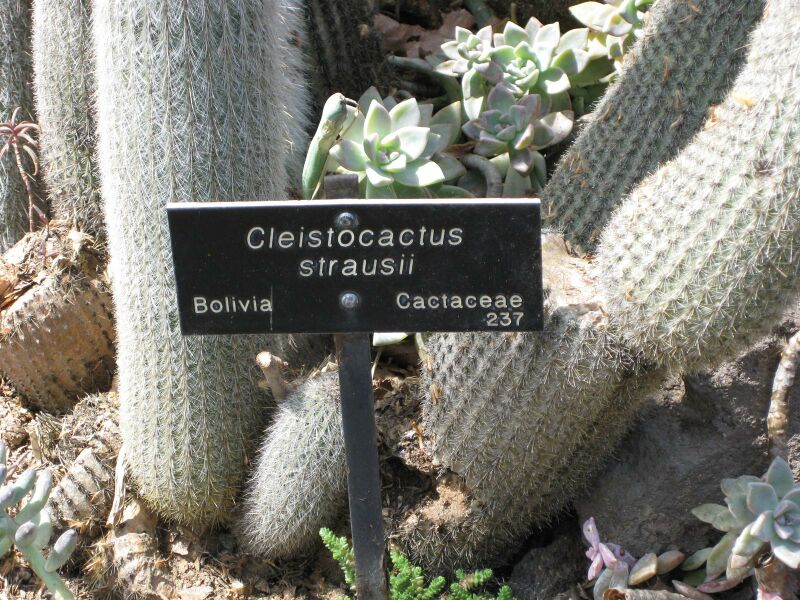 Cleistocactus
strausii
Bolivia Cactaceae
237